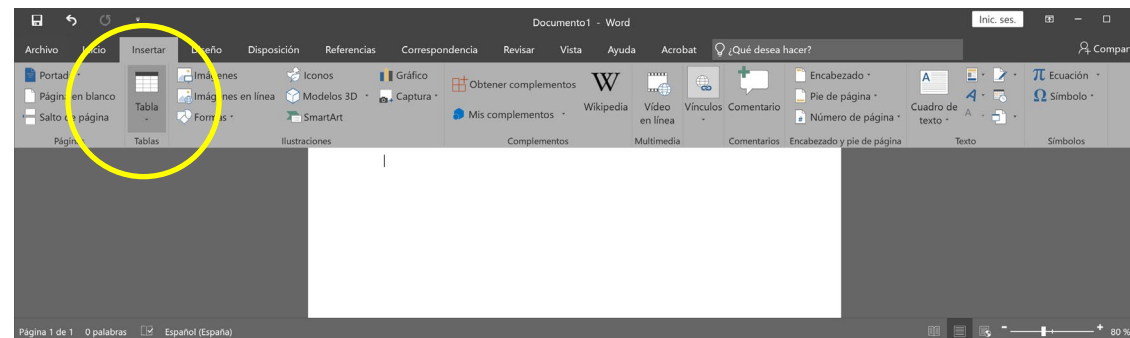 Documento1 - Word
Inic. ses.
Archivo Inicio Insertar Diseño Disposición Referencias Correspondencia Revisar Vista Ayuda Acrobat ¿Qué desea hacer? Compar
Portada Imágenes Iconos Gráfico Obtener complementos Encabezado Ecuación
Página en blanco Imágenes en línea Modelos 3D Captura Pie de página Símbolo
Salto de página Formas SmartArt Mis complementos Número de página
Tabla Wikipedia Vídeo en línea Vínculos Comentario Cuadro de texto
Páginas Tablas Ilustraciones Complementos Multimedia Comentarios Encabezado y pie de página Texto Símbolos
Página 1 de 1 0 palabras Español (España) 80 %